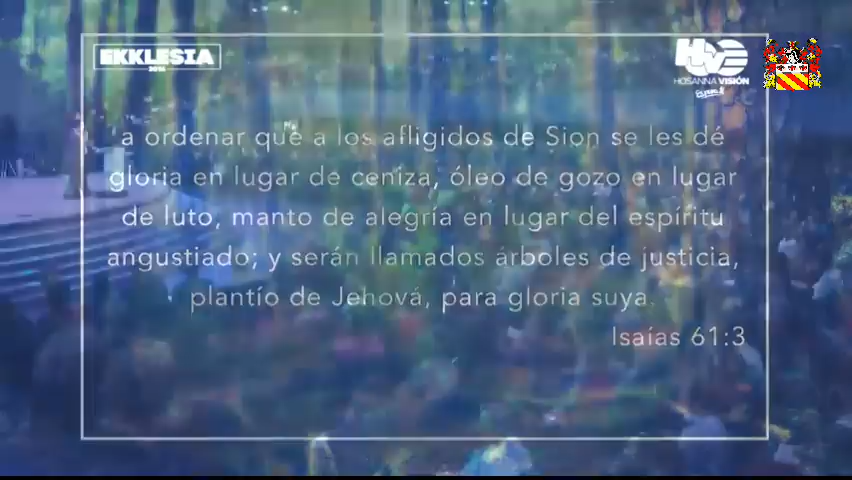 EKKLESIA
HOSANNA VISIÓN
a ordenar que a los afligidos de Sion se les dé
gloria en lugar de ceniza, óleo de gozo en lugar
de luto, manto de alegría en lugar del espíritu
angustiado; y serán llamados árboles de justicia,
plantío de Jehová, para gloria suya.
Isaías 61:3